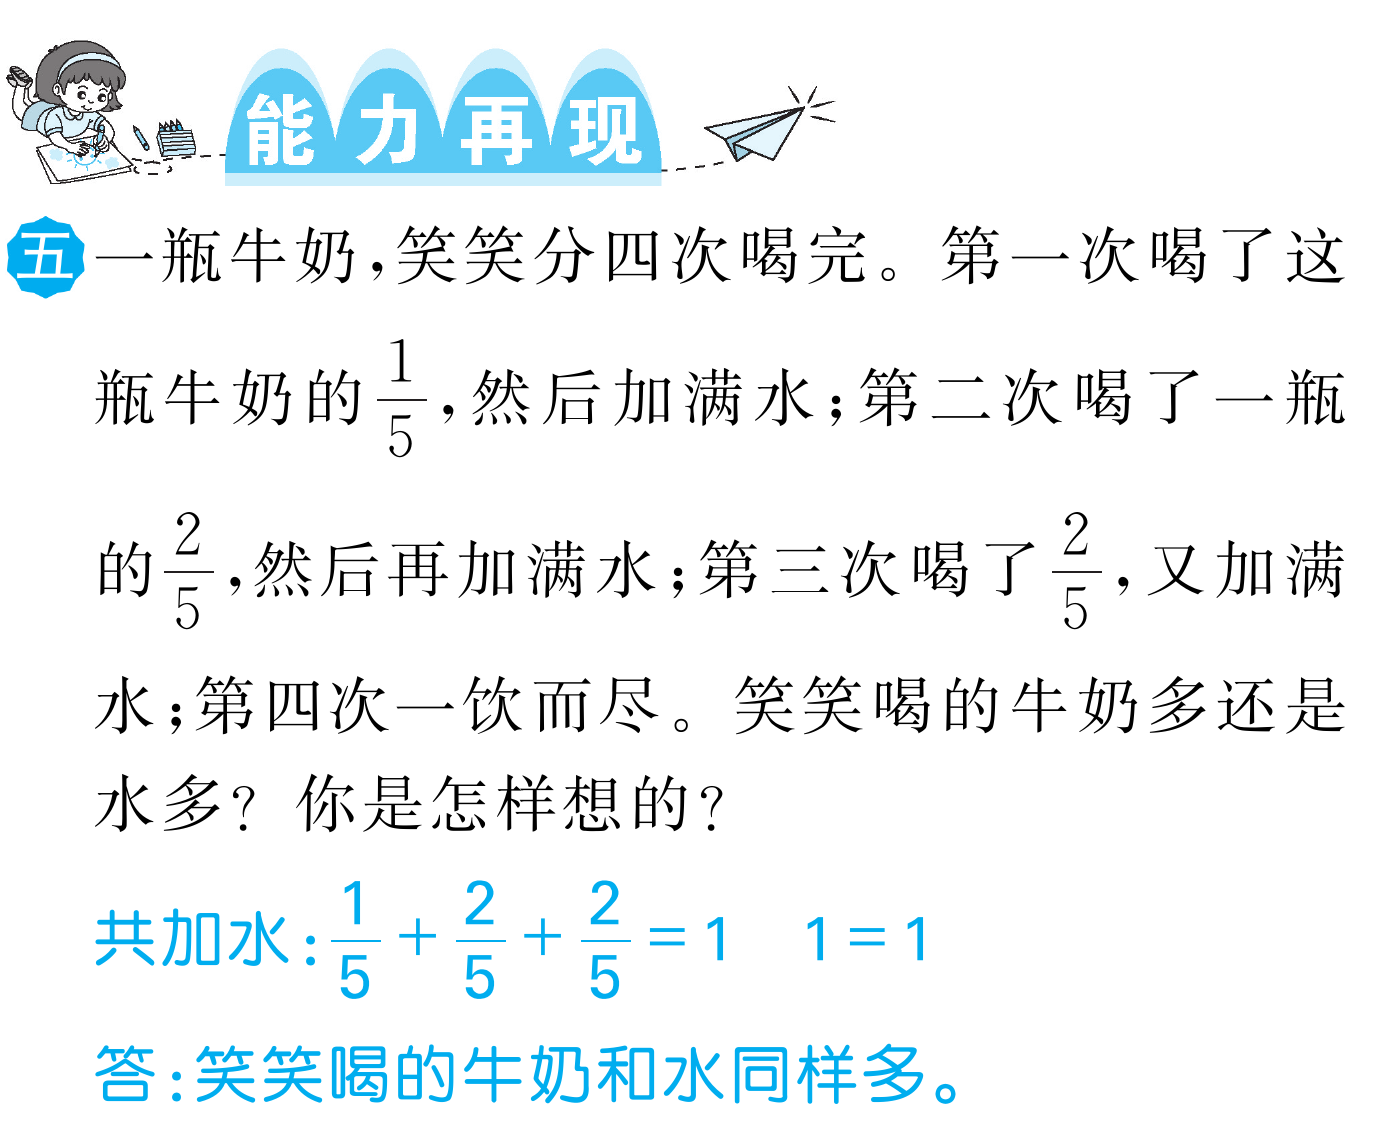 能力再现
五 一瓶牛奶,笑笑分四次喝完。第一次喝了这
瓶牛奶的1/5,然后加满水;第二次喝了一瓶
的2/5,然后再加满水;第三次喝了2/5,又加满
水;第四次一饮而尽。笑笑喝的牛奶多还是
水多? 你是怎样想的?
共加水:1/5+2/5+2/5=1 1=1
答:笑笑喝的牛奶和水同样多。